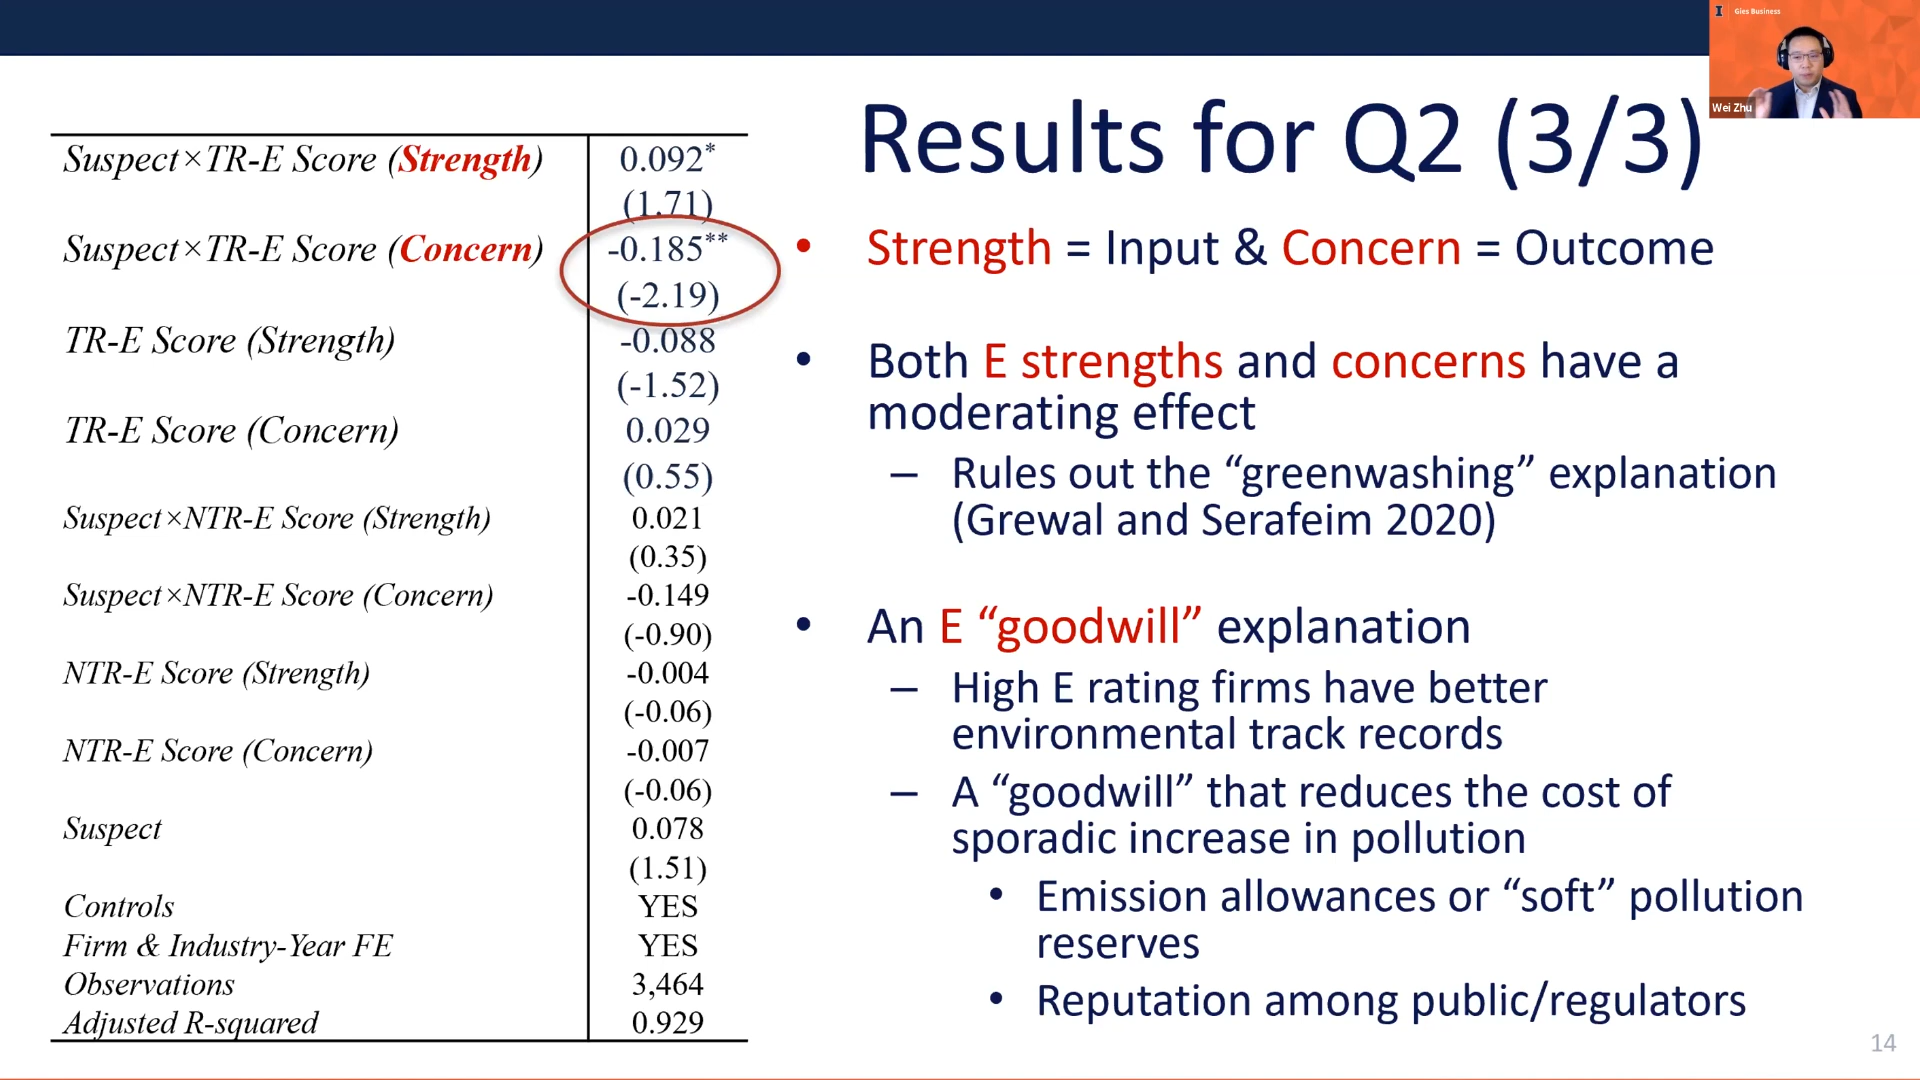 Gies Business
Wei Zhu
Results for Q2 (3/3)
Suspect×TR-E Score (Strength) 0.092*
(1.71)
Suspect×TR-E Score (Concern) -0.185**
(-2.19)
TR-E Score (Strength) -0.088
(-1.52)
TR-E Score (Concern) 0.029
(0.55)
Suspect×NTR-E Score (Strength) 0.021
(0.35)
Suspect×NTR-E Score (Concern) -0.149
(-0.90)
NTR-E Score (Strength) -0.004
(-0.06)
NTR-E Score (Concern) -0.007
(-0.06)
Suspect 0.078
(1.51)
Controls YES
Firm & Industry-Year FE YES
Observations 3,464
Adjusted R-squared 0.929
• Strength = Input & Concern = Outcome
• Both E strengths and concerns have a
moderating effect
– Rules out the “greenwashing” explanation
(Grewal and Serafeim 2020)
• An E “goodwill” explanation
– High E rating firms have better
environmental track records
– A “goodwill” that reduces the cost of
sporadic increase in pollution
• Emission allowances or “soft” pollution
reserves
• Reputation among public/regulators
14